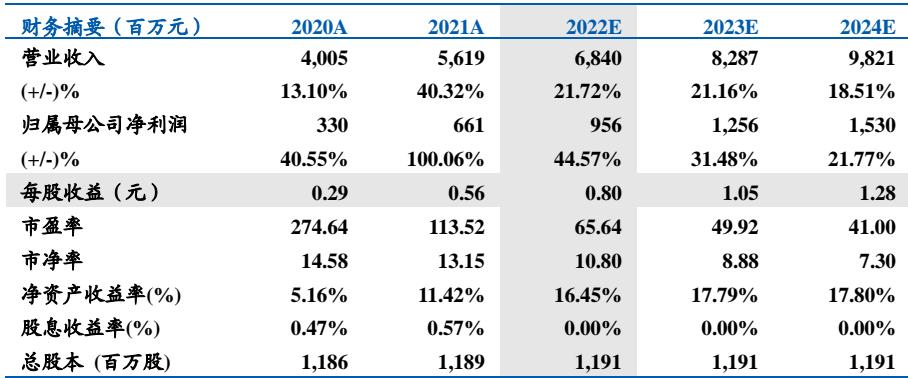 财务摘要（百万元） 2020A 2021A 2022E 2023E 2024E
营业收入 4,005 5,619 6,840 8,287 9,821
(+/-)% 13.10% 40.32% 21.72% 21.16% 18.51%
归属母公司净利润 330 661 956 1,256 1,530
(+/-)% 40.55% 100.06% 44.57% 31.48% 21.77%
每股收益（元） 0.29 0.56 0.80 1.05 1.28
市盈率 274.64 113.52 65.64 49.92 41.00
市净率 14.58 13.15 10.80 8.88 7.30
净资产收益率(%) 5.16% 11.42% 16.45% 17.79% 17.80%
股息收益率(%) 0.47% 0.57% 0.00% 0.00% 0.00%
总股本 (百万股) 1,186 1,189 1,191 1,191 1,191